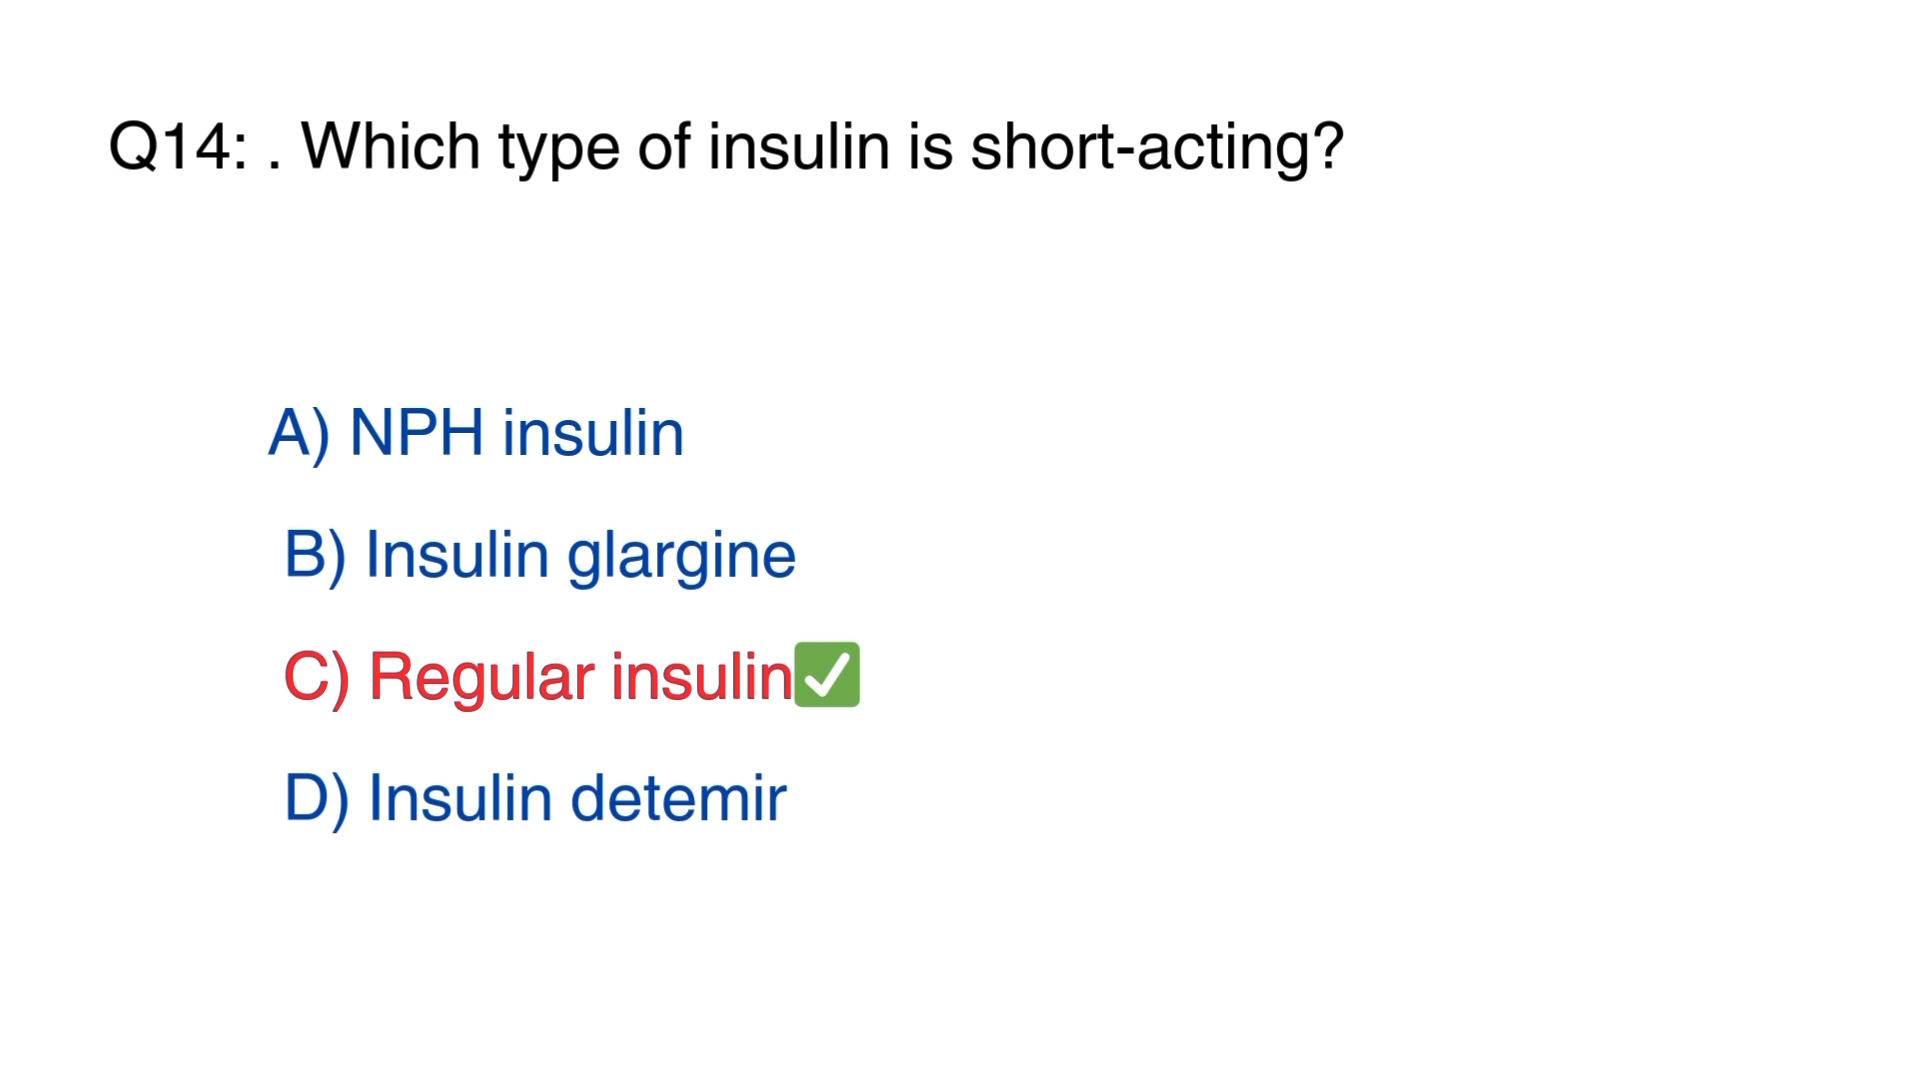 Q14: . Which type of insulin is short-acting?
A) NPH insulin
B) Insulin glargine
C) Regular insulin✅
D) Insulin detemir